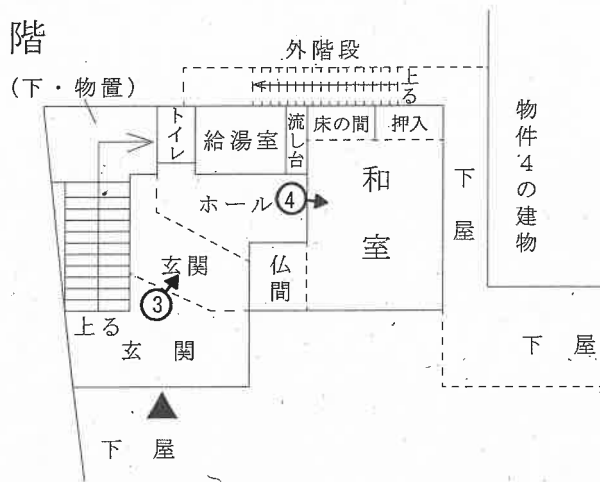 階
外階段
(下・物置)
上る
トイレ
給湯室
流し台
床の間
押入
物件4の建物
ホール
④
和室
下屋
玄関
仏間
③
上る
玄関
下屋
下屋